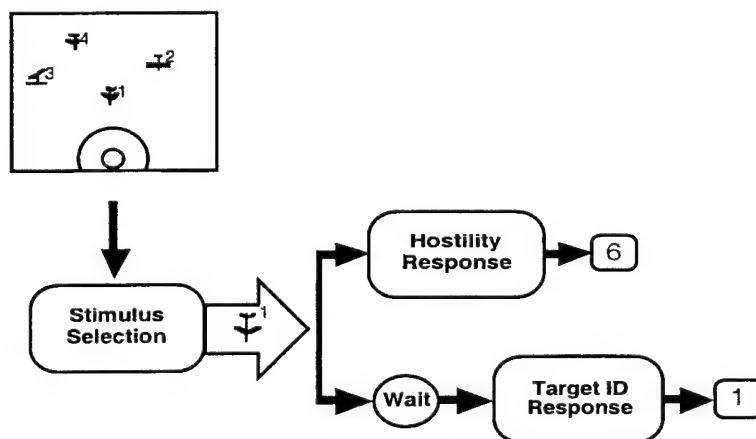 4
2
3
1
Hostility
Response
6
Stimulus
Selection
1
Wait
Target ID
Response
1